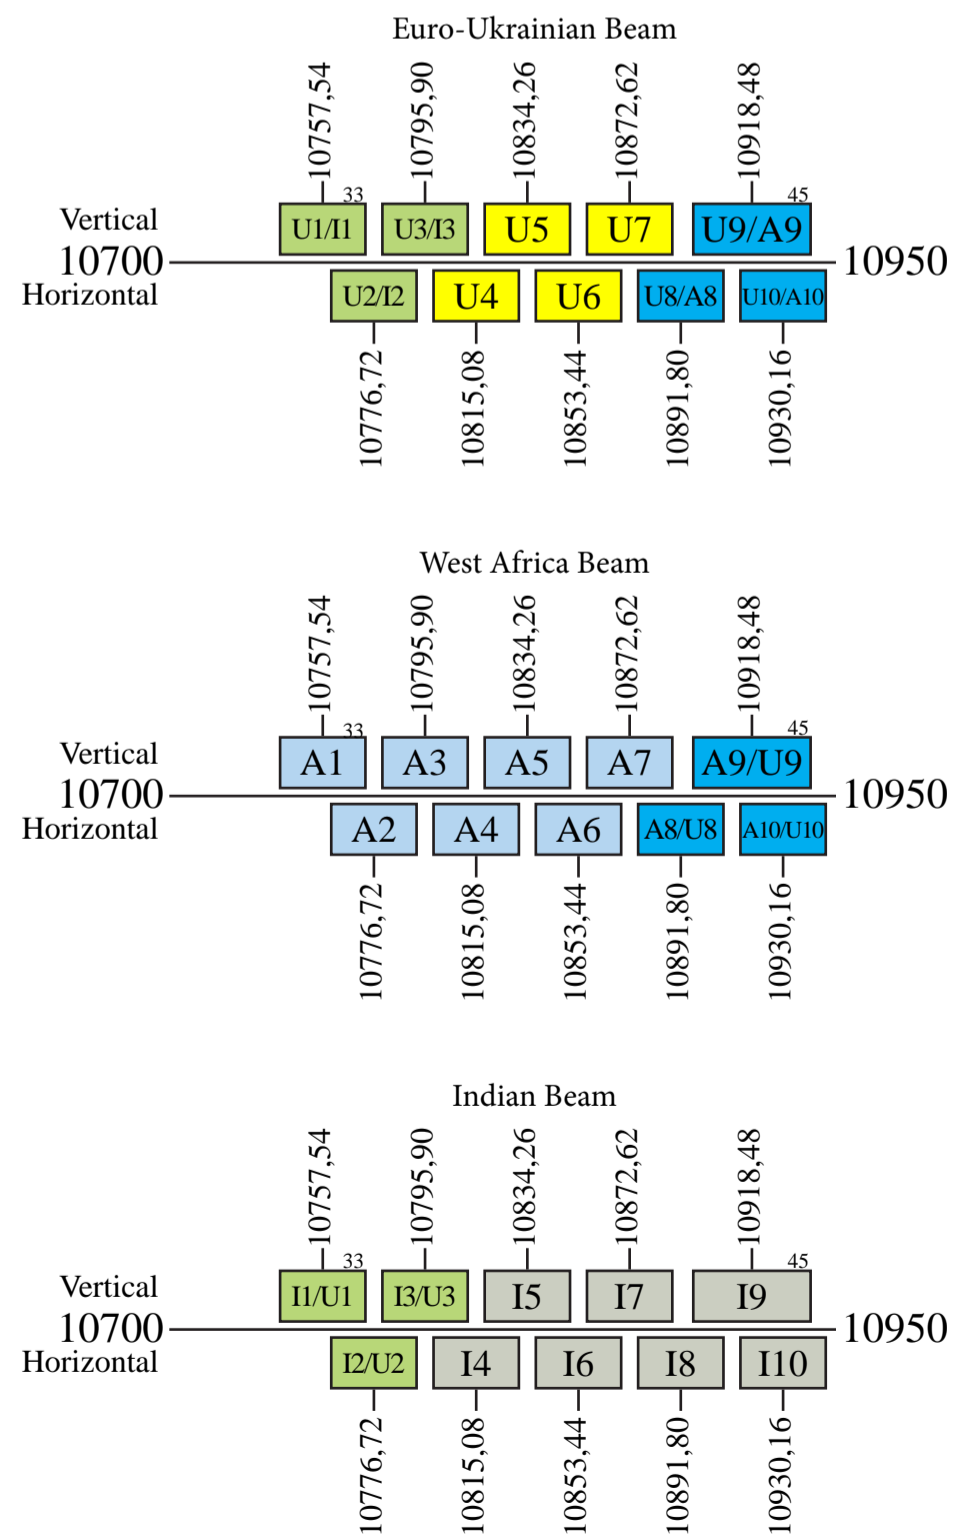 Euro-Ukrainian Beam
10757,54 10795,90 10834,26 10872,62 10918,48
33 45
Vertical U1/I1 U3/I3 U5 U7 U9/A9
10700 10950
Horizontal U2/I2 U4 U6 U8/A8 U10/A10
10776,72 10815,08 10853,44 10891,80 10930,16
West Africa Beam
10757,54 10795,90 10834,26 10872,62 10918,48
33 45
Vertical A1 A3 A5 A7 A9/U9
10700 10950
Horizontal A2 A4 A6 A8/U8 A10/U10
10776,72 10815,08 10853,44 10891,80 10930,16
Indian Beam
10757,54 10795,90 10834,26 10872,62 10918,48
33 45
Vertical I1/U1 I3/U3 I5 I7 I9
10700 10950
Horizontal I2/U2 I4 I6 I8 I10
10776,72 10815,08 10853,44 10891,80 10930,16